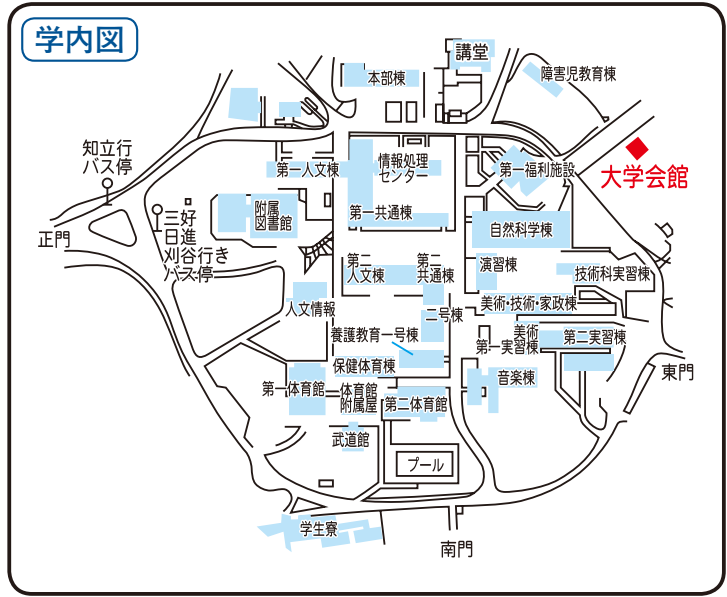 学内図
講堂
本部棟
障害児教育棟
知立行
バス停
第一人文棟
情報処理
センター
第一福利施設
大学会館
三好
日進
刈谷行き
バス停
附属
図書館
第一共通棟
正門
自然科学棟
第二
人文棟
第二
共通棟
演習棟
技術科実習棟
人文情報
美術・技術・家政棟
二号棟
養護教育一号棟
美術
第一実習棟
第二実習棟
保健体育棟
東門
音楽棟
第一体育館
体育館
附属屋
第二体育館
武道館
プール
学生寮
南門